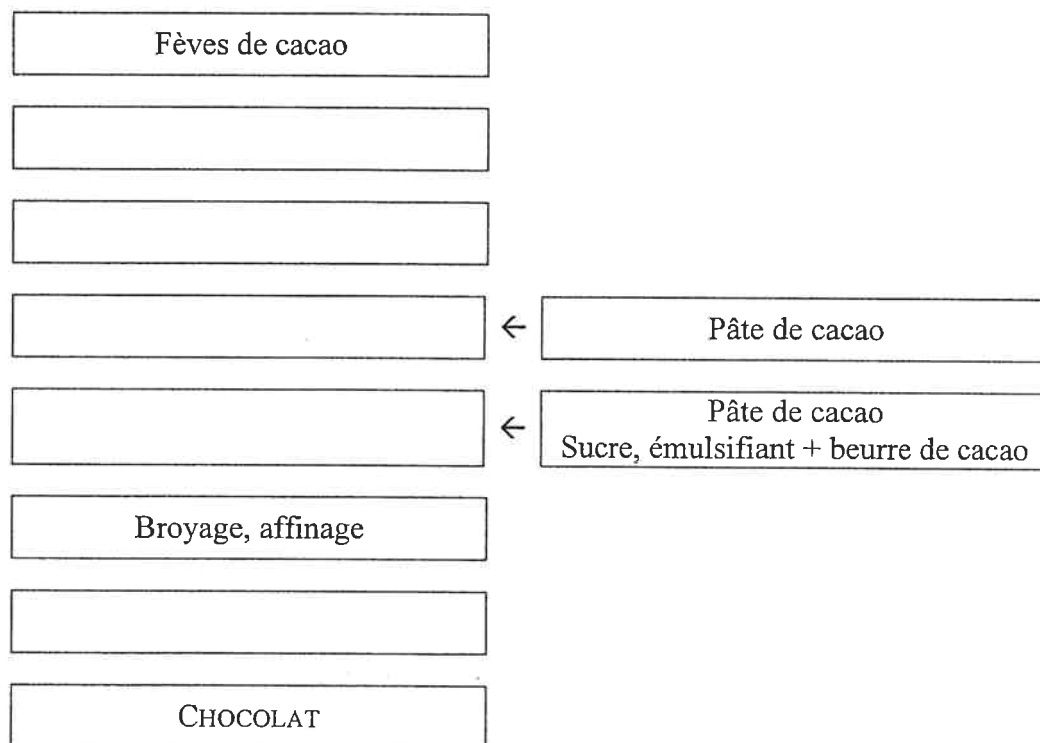 Fèves de cacao
← Pâte de cacao
← Pâte de cacao
Sucre, émulsifiant + beurre de cacao
Broyage, affinage
CHOCOLAT